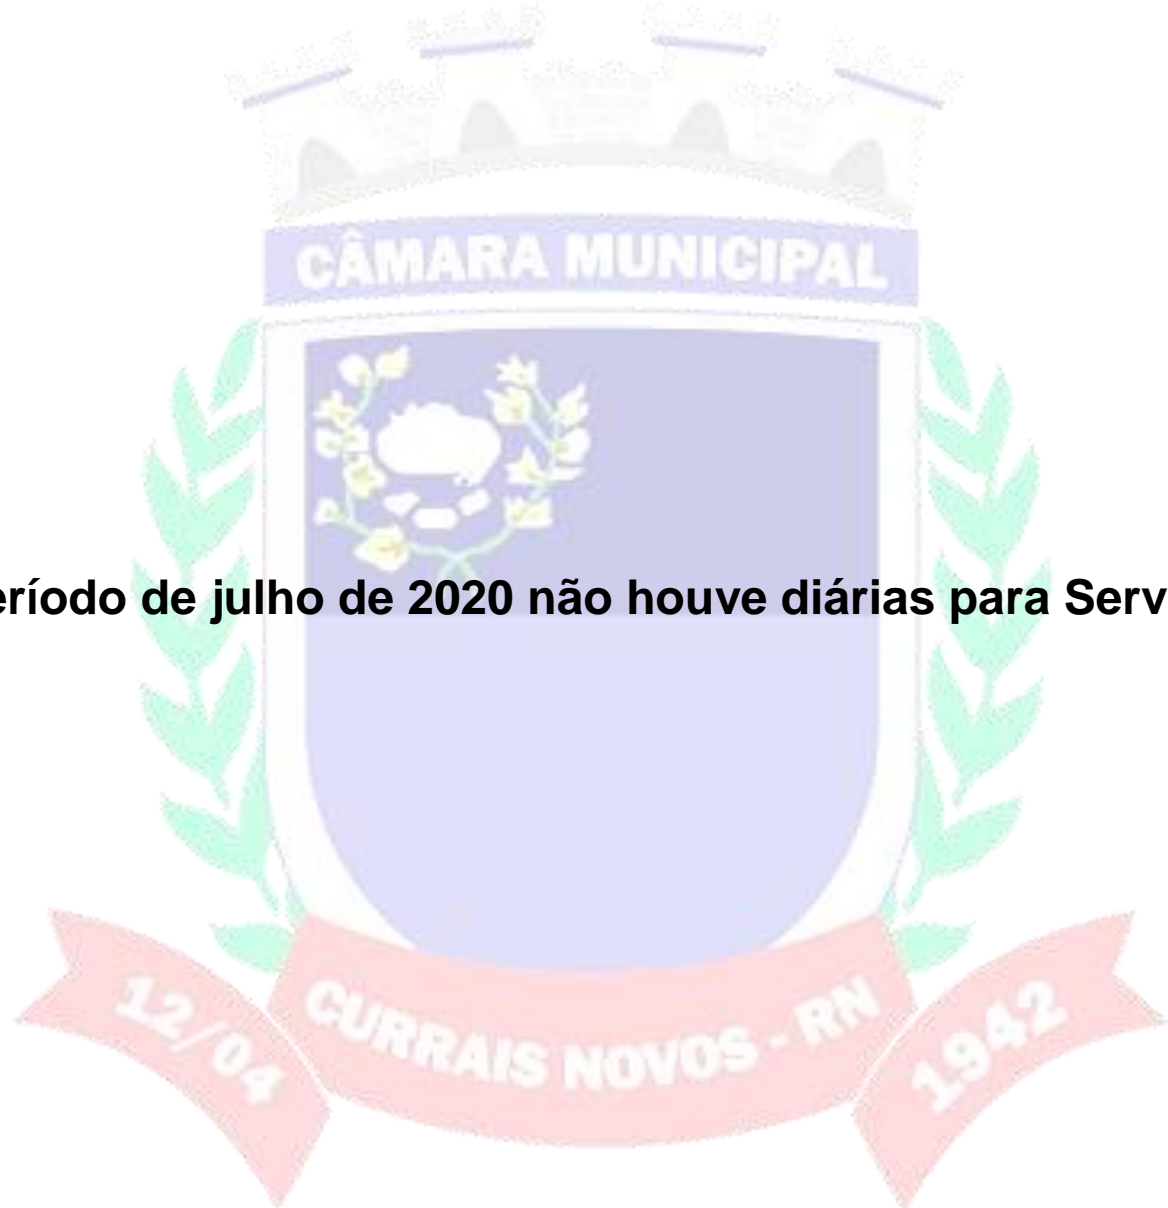 CÂMARA MUNICIPAL
eríodo de julho de 2020 não houve diárias para Serv
12/04
CURRAIS NOVOS - RN
1942